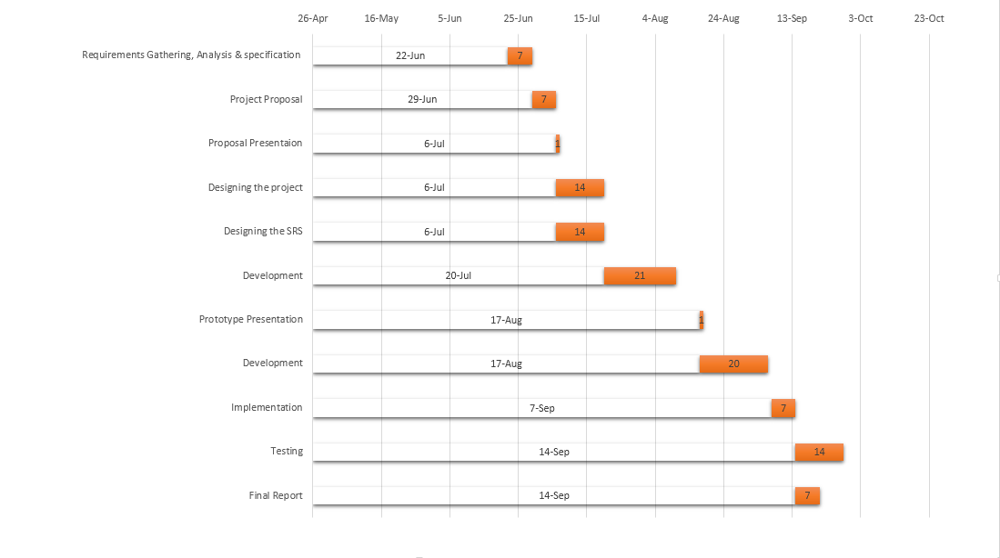 26-Apr 16-May 5-Jun 25-Jun 15-Jul 4-Aug 24-Aug 13-Sep 3-Oct 23-Oct
Requirements Gathering, Analysis & specification 22-Jun 7
Project Proposal 29-Jun 7
Proposal Presentaion 6-Jul 1
Designing the project 6-Jul 14
Designing the SRS 6-Jul 14
Development 20-Jul 21
Prototype Presentation 17-Aug 1
Development 17-Aug 20
Implementation 7-Sep 7
Testing 14-Sep 14
Final Report 14-Sep 7